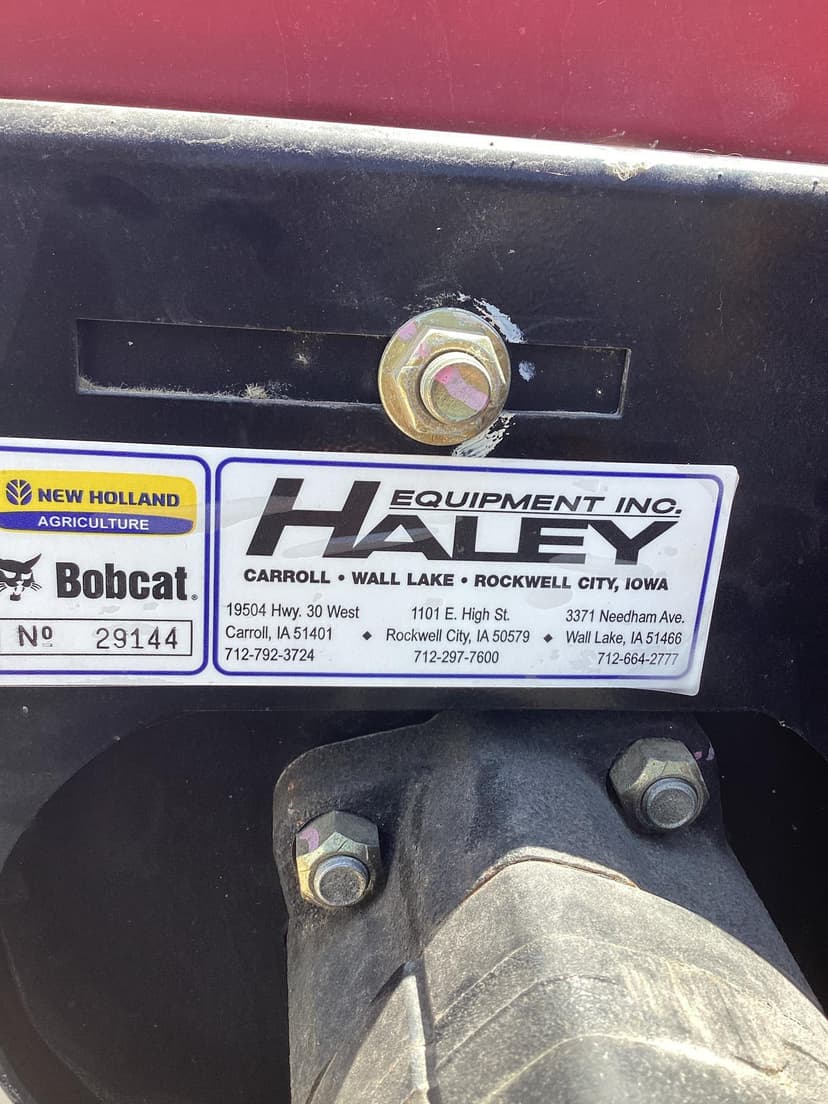 NEW HOLLAND
AGRICULTURE
Bobcat.
Nº 29144
EQUIPMENT INC.
HALEY
CARROLL • WALL LAKE • ROCKWELL CITY, IOWA
19504 Hwy. 30 West
Carroll, IA 51401
712-792-3724
◆
1101 E. High St.
Rockwell City, IA 50579
712-297-7600
◆
3371 Needham Ave.
Wall Lake, IA 51466
712-664-2777